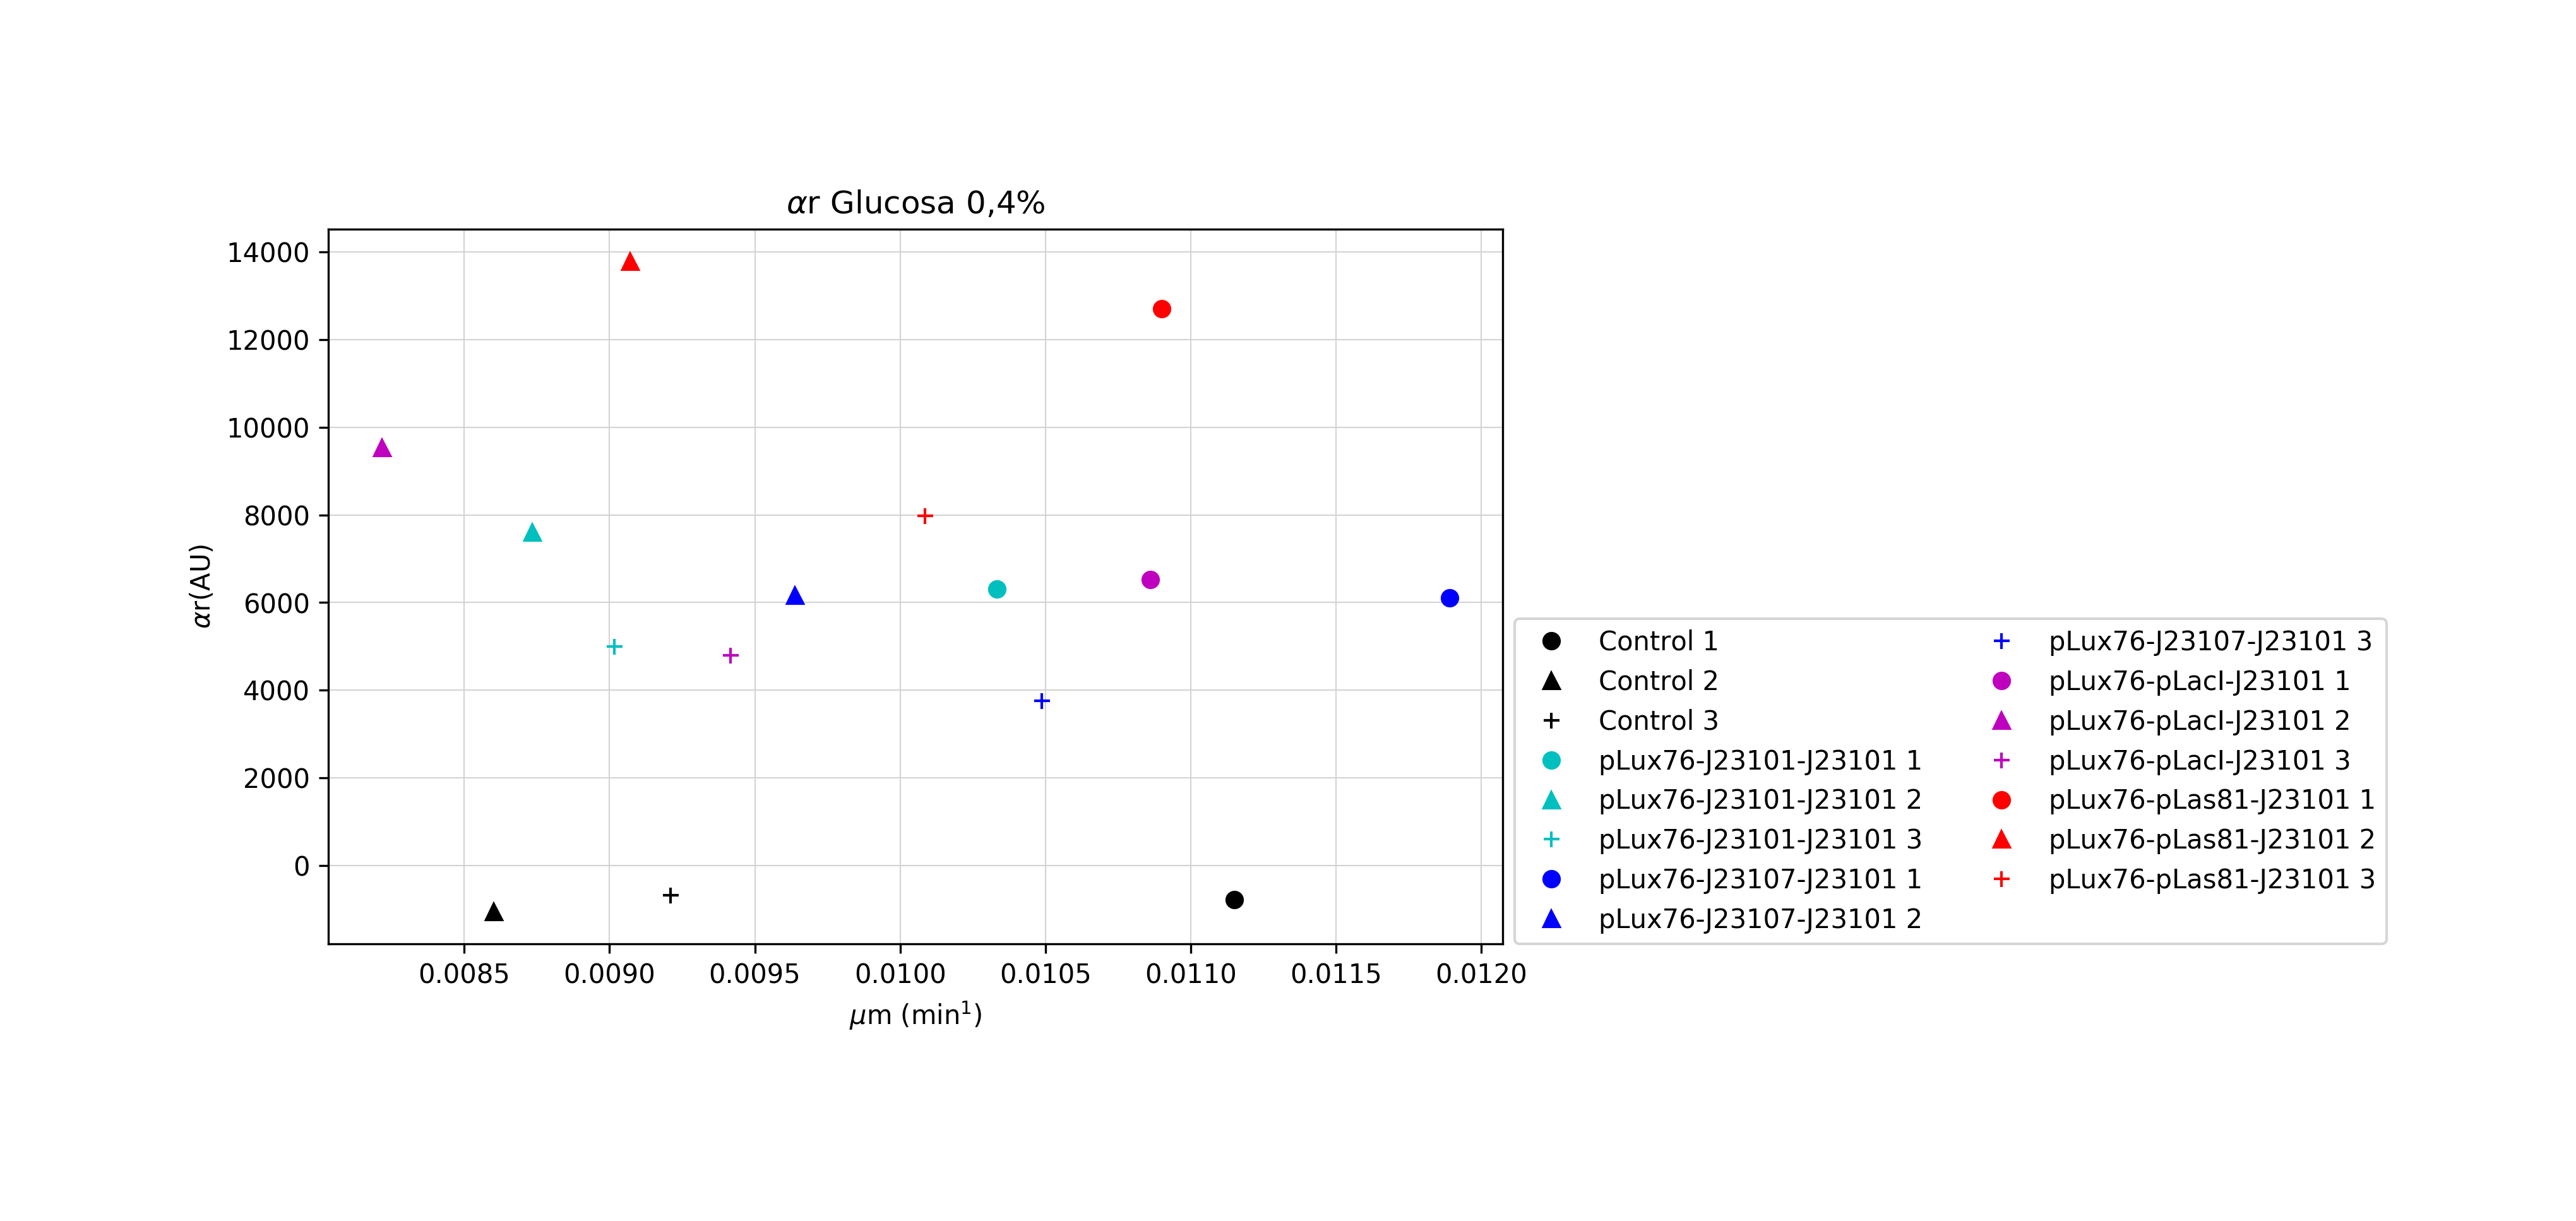 αr Glucosa 0,4%
14000
12000
10000
8000
6000
4000
2000
0
αr(AU)
0.0085 0.0090 0.0095 0.0100 0.0105 0.0110 0.0115 0.0120
μm (min¹)
Control 1
Control 2
Control 3
pLux76-J23101-J23101 1
pLux76-J23101-J23101 2
pLux76-J23101-J23101 3
pLux76-J23107-J23101 1
pLux76-J23107-J23101 2
pLux76-J23107-J23101 3
pLux76-pLacI-J23101 1
pLux76-pLacI-J23101 2
pLux76-pLacI-J23101 3
pLux76-pLas81-J23101 1
pLux76-pLas81-J23101 2
pLux76-pLas81-J23101 3